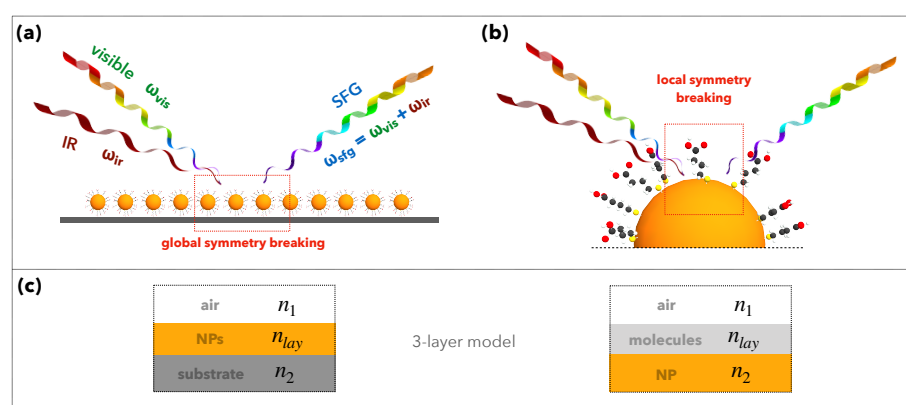 (a)
visible ω_vis
IR ω_ir
SFG
ω_sfg = ω_vis + ω_ir
global symmetry breaking
(b)
local symmetry
breaking
(c)
air n_1
NPs n_lay
substrate n_2
3-layer model
air n_1
molecules n_lay
NP n_2